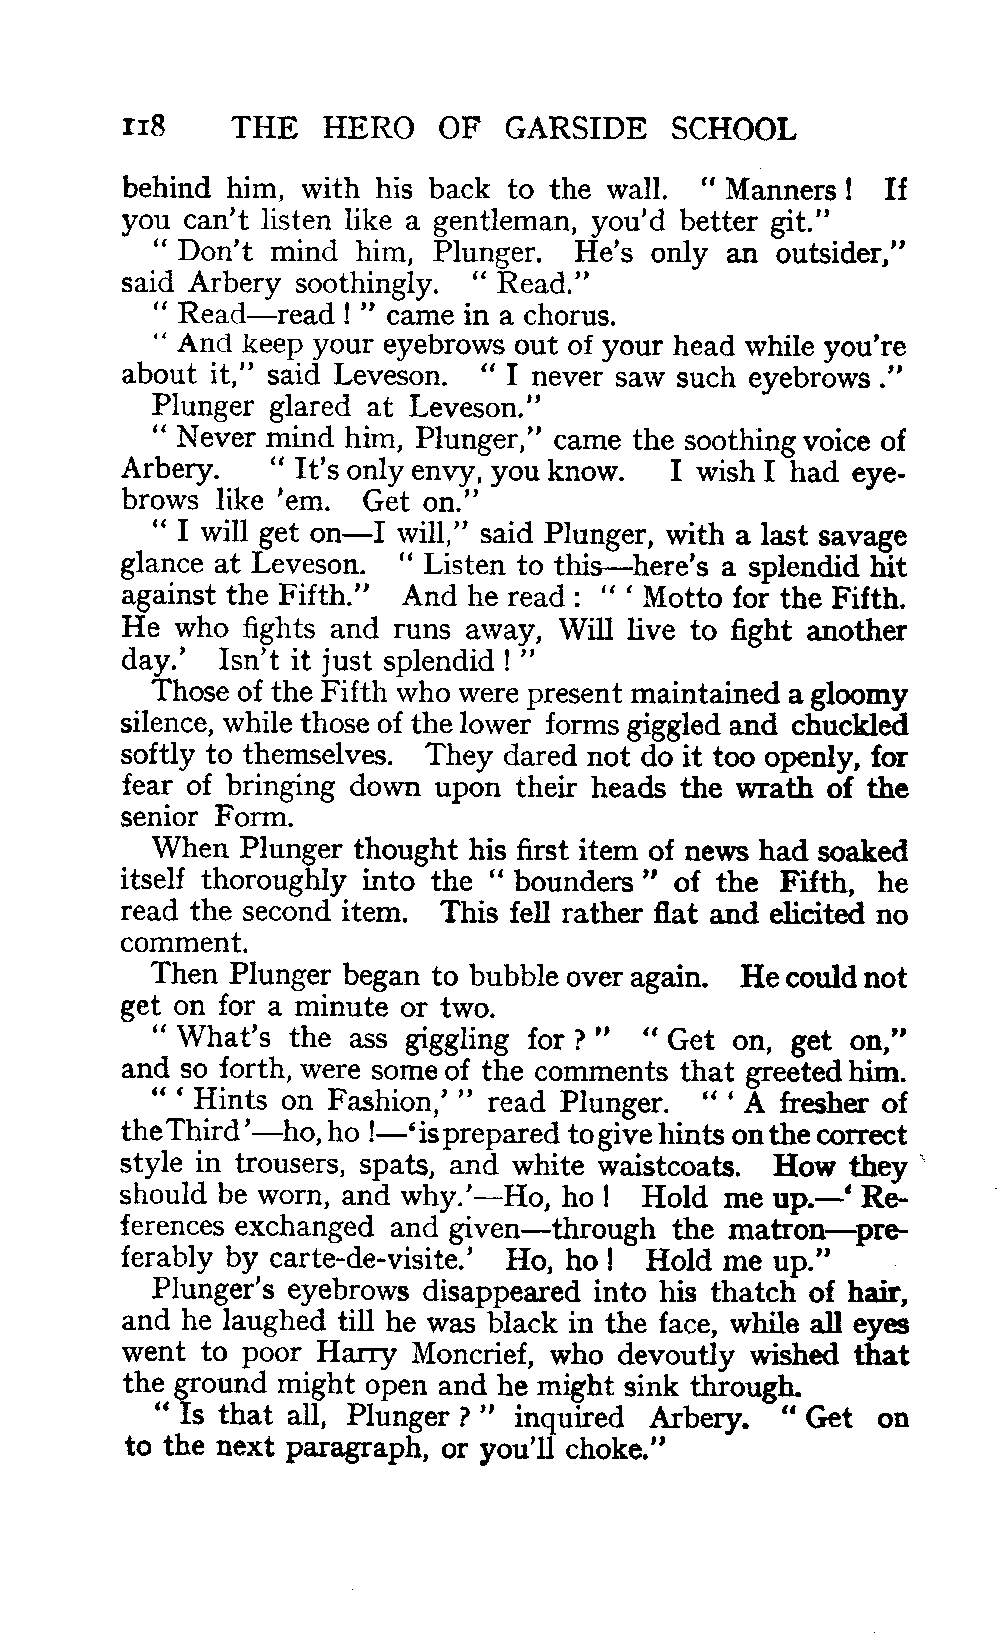 118 THE HERO OF GARSIDE SCHOOL
behind him, with his back to the wall. " Manners ! If
you can't listen like a gentleman, you'd better git."
" Don't mind him, Plunger. He's only an outsider,"
said Arbery soothingly. " Read."
" Read—read ! " came in a chorus.
" And keep your eyebrows out of your head while you're
about it," said Leveson. " I never saw such eyebrows ."
Plunger glared at Leveson."
" Never mind him, Plunger," came the soothing voice of
Arbery. " It's only envy, you know. I wish I had eye-
brows like 'em. Get on."
" I will get on—I will," said Plunger, with a last savage
glance at Leveson. " Listen to this—here's a splendid hit
against the Fifth." And he read : " ' Motto for the Fifth.
He who fights and runs away, Will live to fight another
day.' Isn't it just splendid ! "
Those of the Fifth who were present maintained a gloomy
silence, while those of the lower forms giggled and chuckled
softly to themselves. They dared not do it too openly, for
fear of bringing down upon their heads the wrath of the
senior Form.
When Plunger thought his first item of news had soaked
itself thoroughly into the " bounders " of the Fifth, he
read the second item. This fell rather flat and elicited no
comment.
Then Plunger began to bubble over again. He could not
get on for a minute or two.
" What's the ass giggling for ? " " Get on, get on,"
and so forth, were some of the comments that greeted him.
" ' Hints on Fashion,' " read Plunger. " ' A fresher of
the Third '—ho, ho !—' is prepared to give hints on the correct
style in trousers, spats, and white waistcoats. How they
should be worn, and why.'—Ho, ho ! Hold me up.—' Re-
ferences exchanged and given—through the matron—pre-
ferably by carte-de-visite.' Ho, ho ! Hold me up."
Plunger's eyebrows disappeared into his thatch of hair,
and he laughed till he was black in the face, while all eyes
went to poor Harry Moncrief, who devoutly wished that
the ground might open and he might sink through.
" Is that all, Plunger ? " inquired Arbery. " Get on
to the next paragraph, or you'll choke."